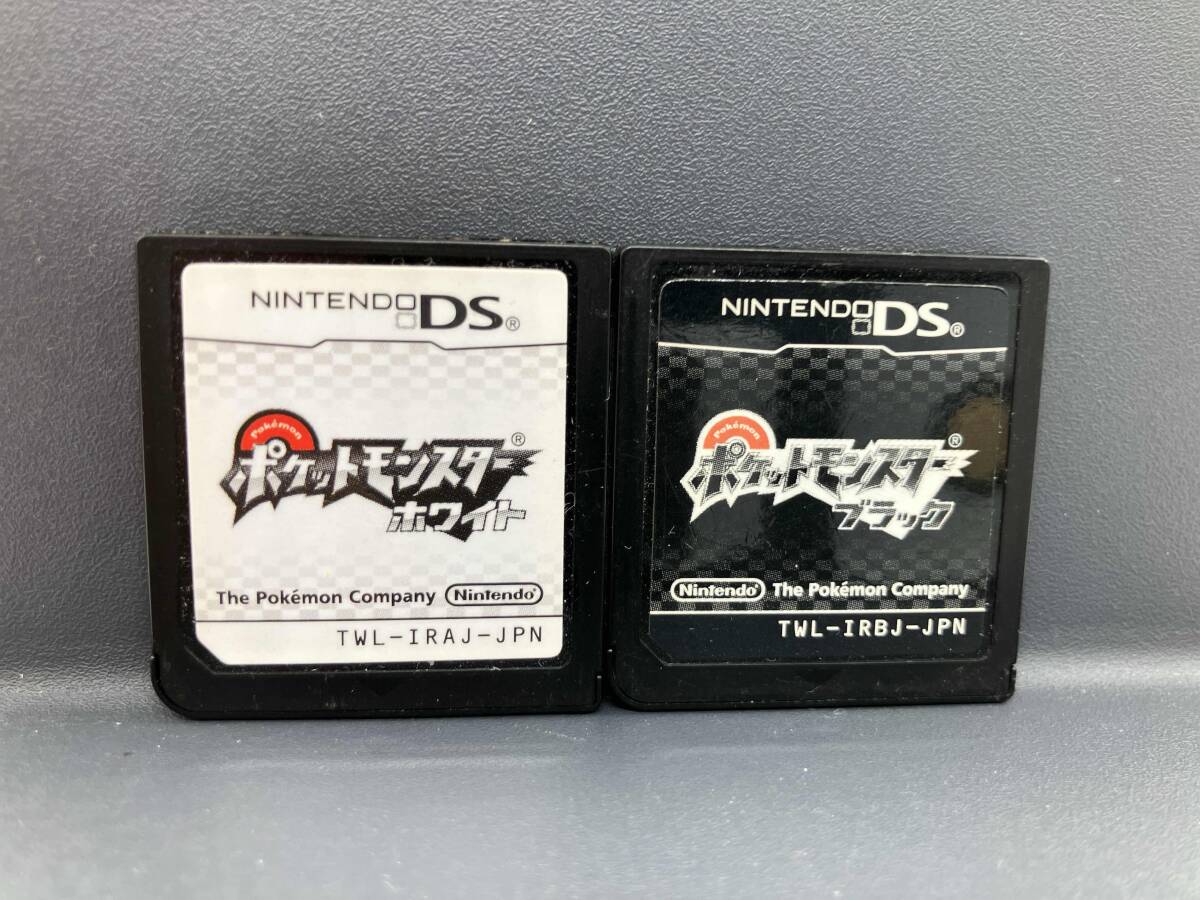 NINTENDO DS®
Pokémon
ポケットモンスター®
ホワイト
The Pokémon Company Nintendo®
TWL-IRAJ-JPN
NINTENDO DS®
Pokémon
ポケットモンスター®
ブラック
Nintendo® The Pokémon Company
TWL-IRBJ-JPN